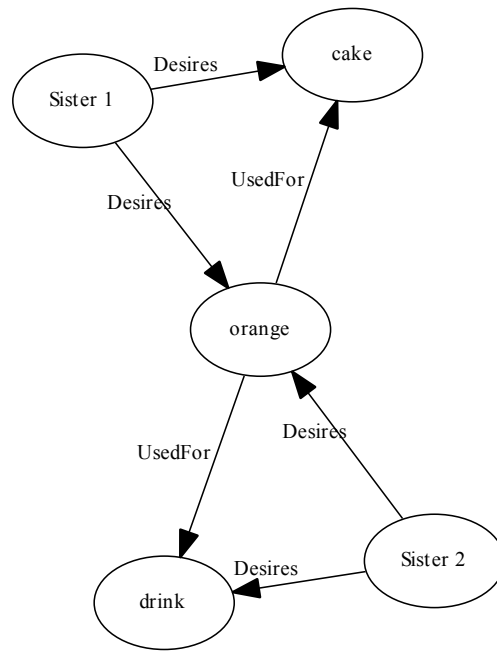 cake
Desires
Sister 1
UsedFor
Desires
orange
Desires
UsedFor
Sister 2
Desires
drink